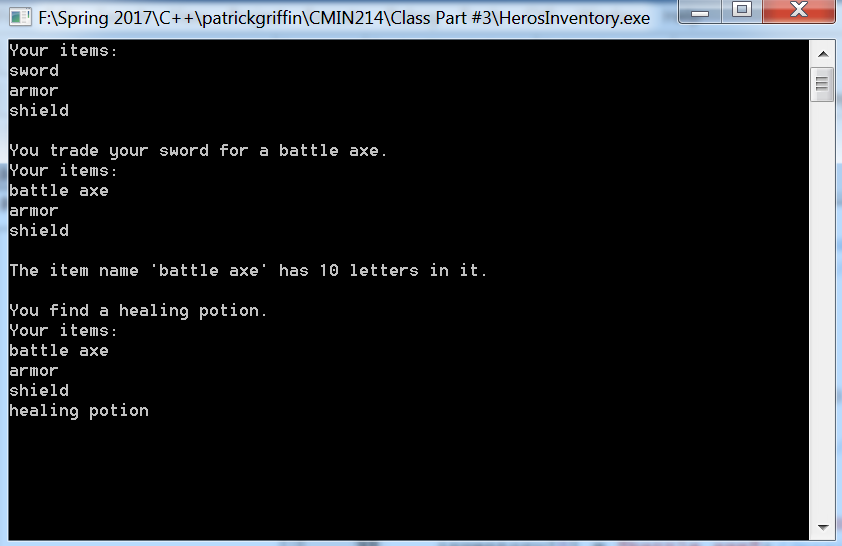 F:\Spring 2017\C++\patrickgriffin\CMIN214\Class Part #3\HerosInventory.exe
Your items:
sword
armor
shield
You trade your sword for a battle axe.
Your items:
battle axe
armor
shield
The item name 'battle axe' has 10 letters in it.
You find a healing potion.
Your items:
battle axe
armor
shield
healing potion